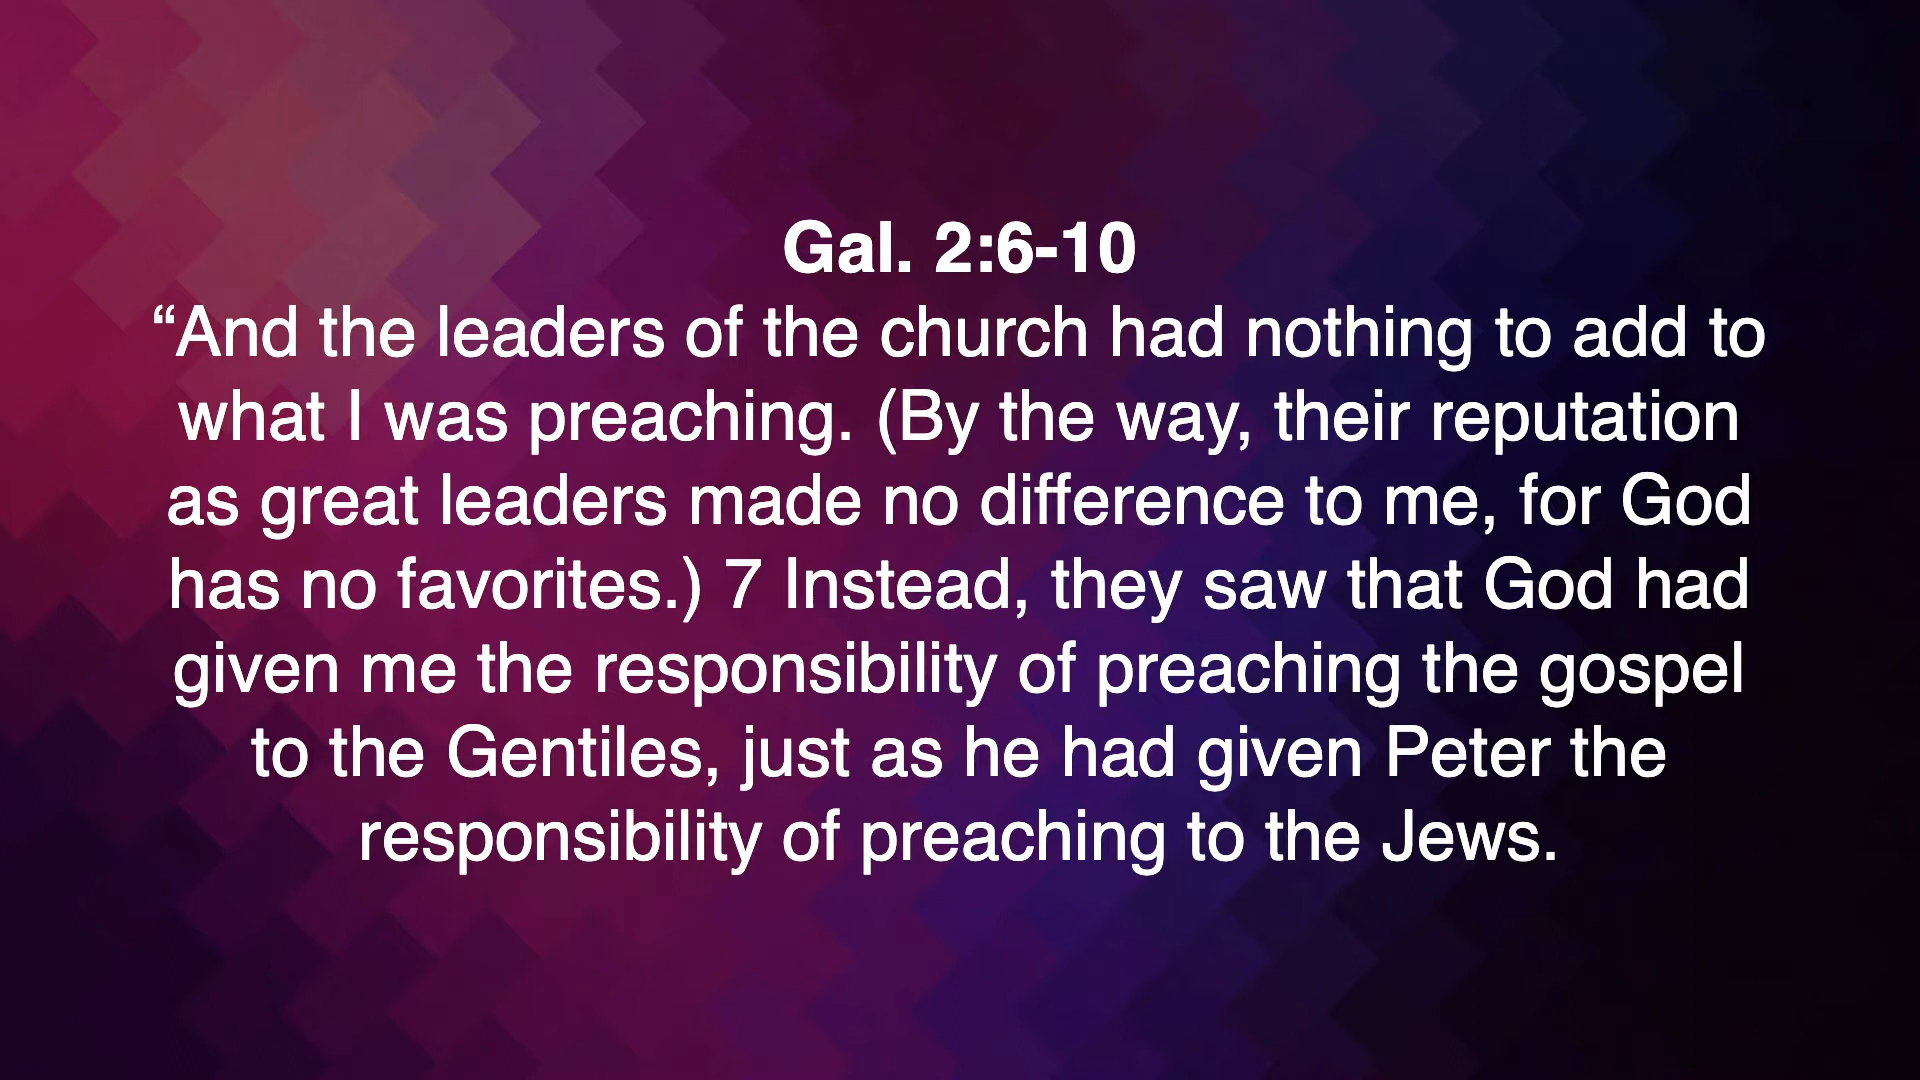 Gal. 2:6-10
“And the leaders of the church had nothing to add to
what I was preaching. (By the way, their reputation
as great leaders made no difference to me, for God
has no favorites.) 7 Instead, they saw that God had
given me the responsibility of preaching the gospel
to the Gentiles, just as he had given Peter the
responsibility of preaching to the Jews.